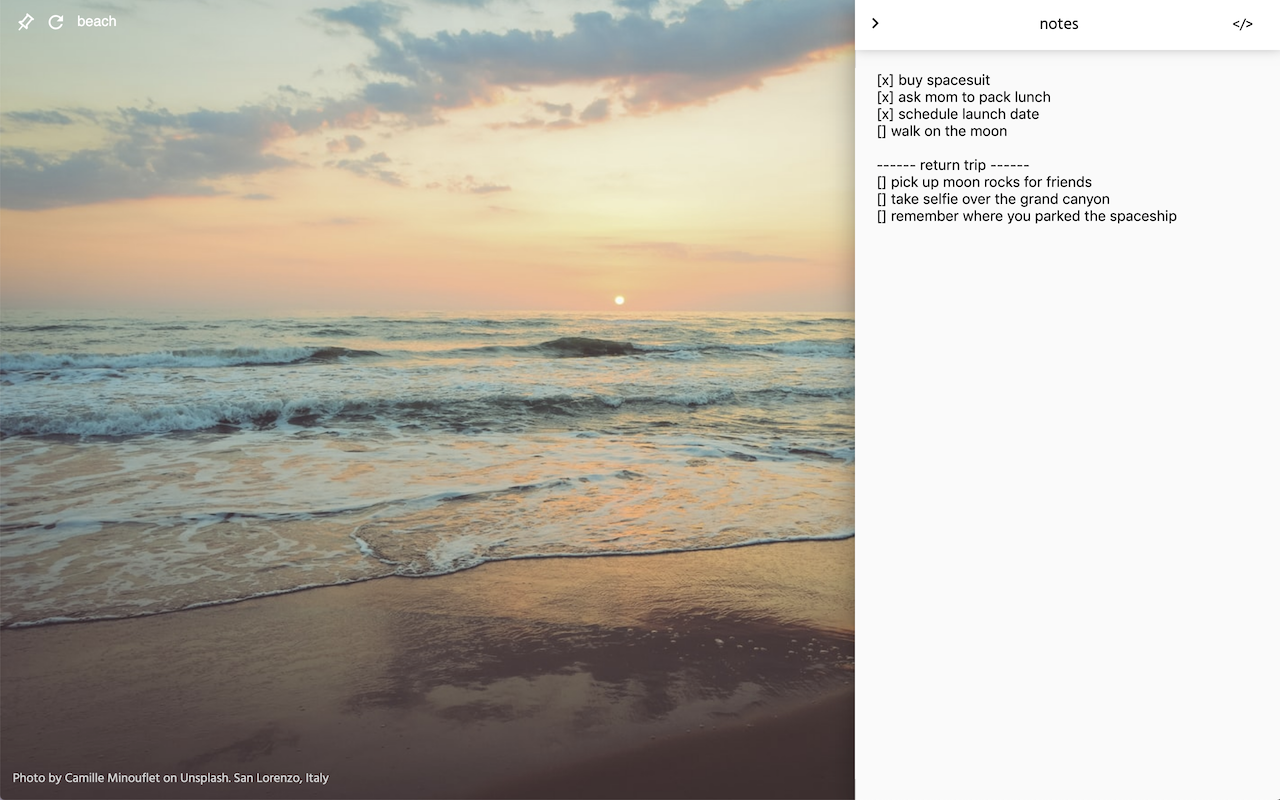 beach
notes
</>
[x] buy spacesuit
[x] ask mom to pack lunch
[x] schedule launch date
[] walk on the moon
------ return trip ------
[] pick up moon rocks for friends
[] take selfie over the grand canyon
[] remember where you parked the spaceship
Photo by Camille Minouflet on Unsplash. San Lorenzo, Italy